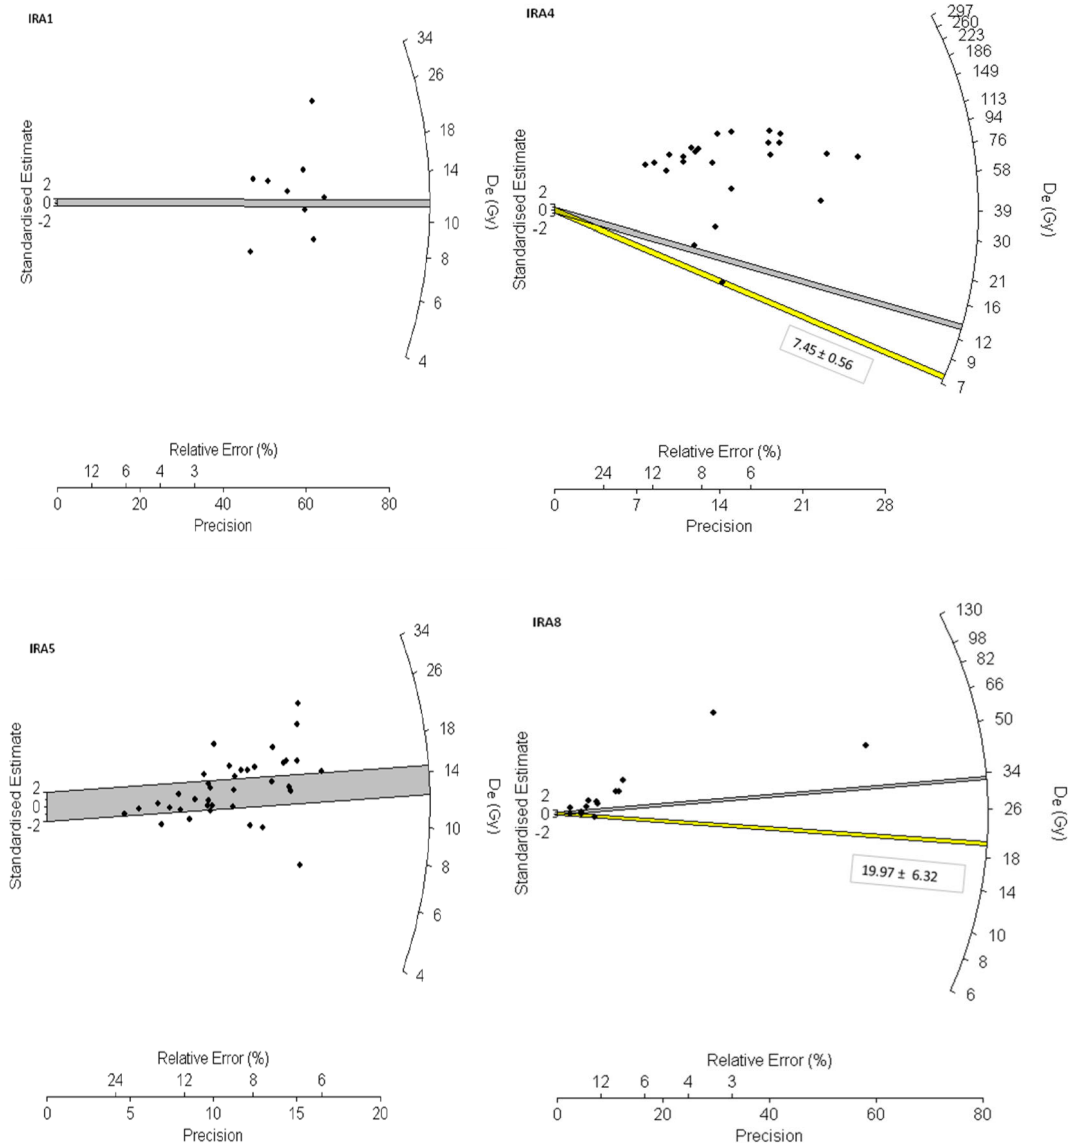 IRA1
34
26
18
14
10
8
6
4
Standardised Estimate
2
0
-2
De (Gy)
Relative Error (%)
12 6 4 3
0 20 40 60 80
Precision
IRA4
297
260
223
186
149
113
94
76
58
39
30
21
16
12
9
7
Standardised Estimate
2
0
-2
De (Gy)
7.45 ± 0.56
Relative Error (%)
24 12 8 6
0 7 14 21 28
Precision
IRA5
34
26
18
14
10
8
6
4
Standardised Estimate
2
0
-2
De (Gy)
Relative Error (%)
24 12 8 6
0 5 10 15 20
Precision
IRA8
130
98
82
66
50
34
26
18
14
10
8
6
Standardised Estimate
2
0
-2
De (Gy)
19.97 ± 6.32
Relative Error (%)
12 6 4 3
0 20 40 60 80
Precision